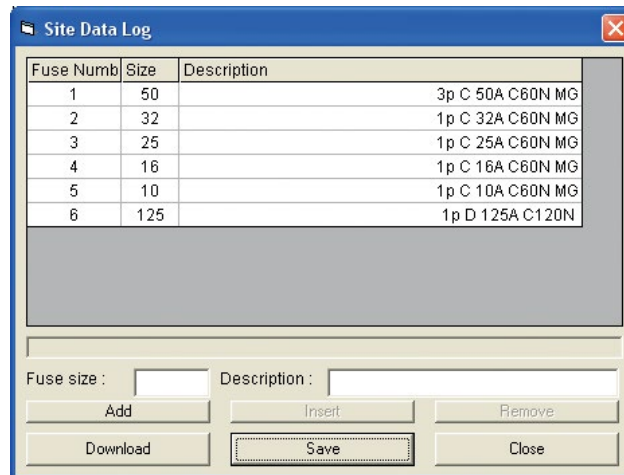 Site Data Log
Fuse Numb Size Description
1 50 3p C 50A C60N MG
2 32 1p C 32A C60N MG
3 25 1p C 25A C60N MG
4 16 1p C 16A C60N MG
5 10 1p C 10A C60N MG
6 125 1p D 125A C120N
Fuse size : Description :
Add Insert Remove
Download Save Close